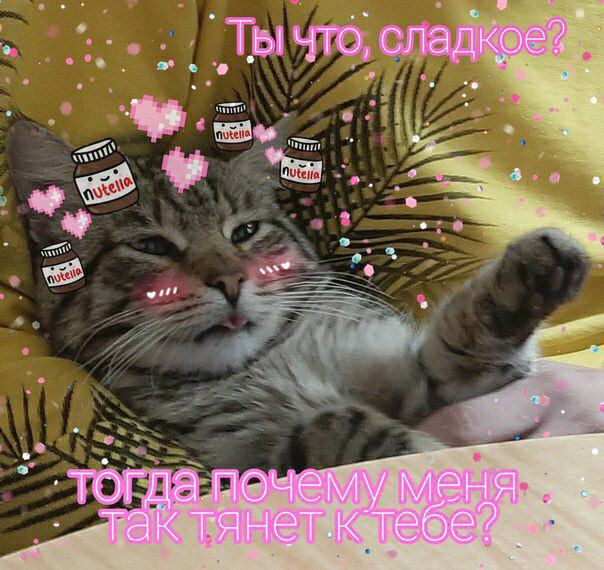 Ты что, сладкое?
nutella
nutella
nutella
nutella
тогда почему меня
так тянет к тебе?